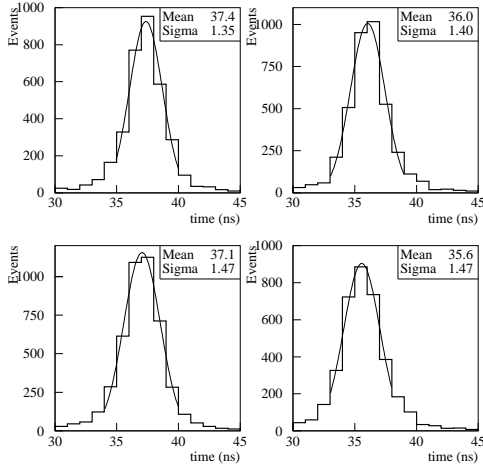 Events
1000
800
600
400
200
0
30 35 40 45
time (ns)
Mean 37.4
Sigma 1.35
Events
1000
750
500
250
0
30 35 40 45
time (ns)
Mean 36.0
Sigma 1.40
Events
1000
750
500
250
0
30 35 40 45
time (ns)
Mean 37.1
Sigma 1.47
Events
1000
800
600
400
200
0
30 35 40 45
time (ns)
Mean 35.6
Sigma 1.47